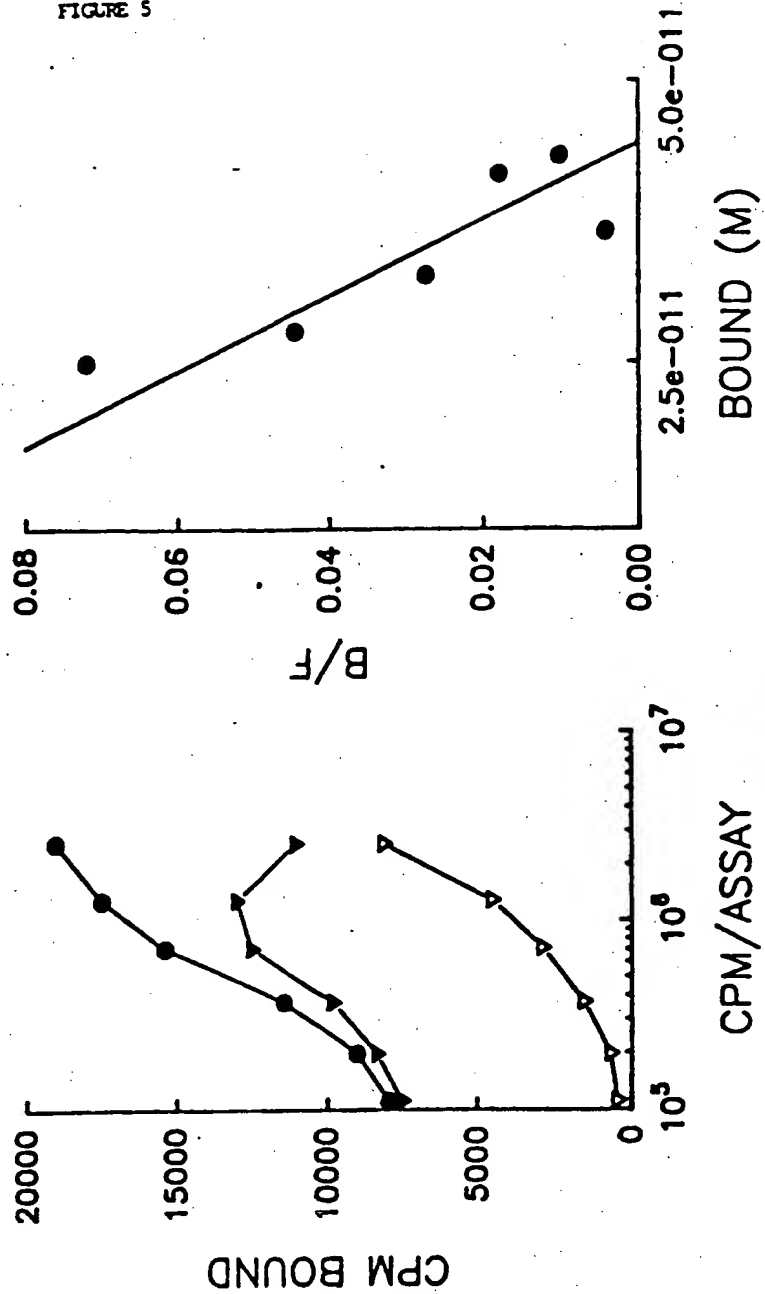 FIGURE 5
CPM BOUND
20000
15000
10000
5000
0
10⁵
10⁶
10⁷
CPM/ASSAY
B/F
0.08
0.06
0.04
0.02
0.00
2.5e-011
5.0e-011
BOUND (M)